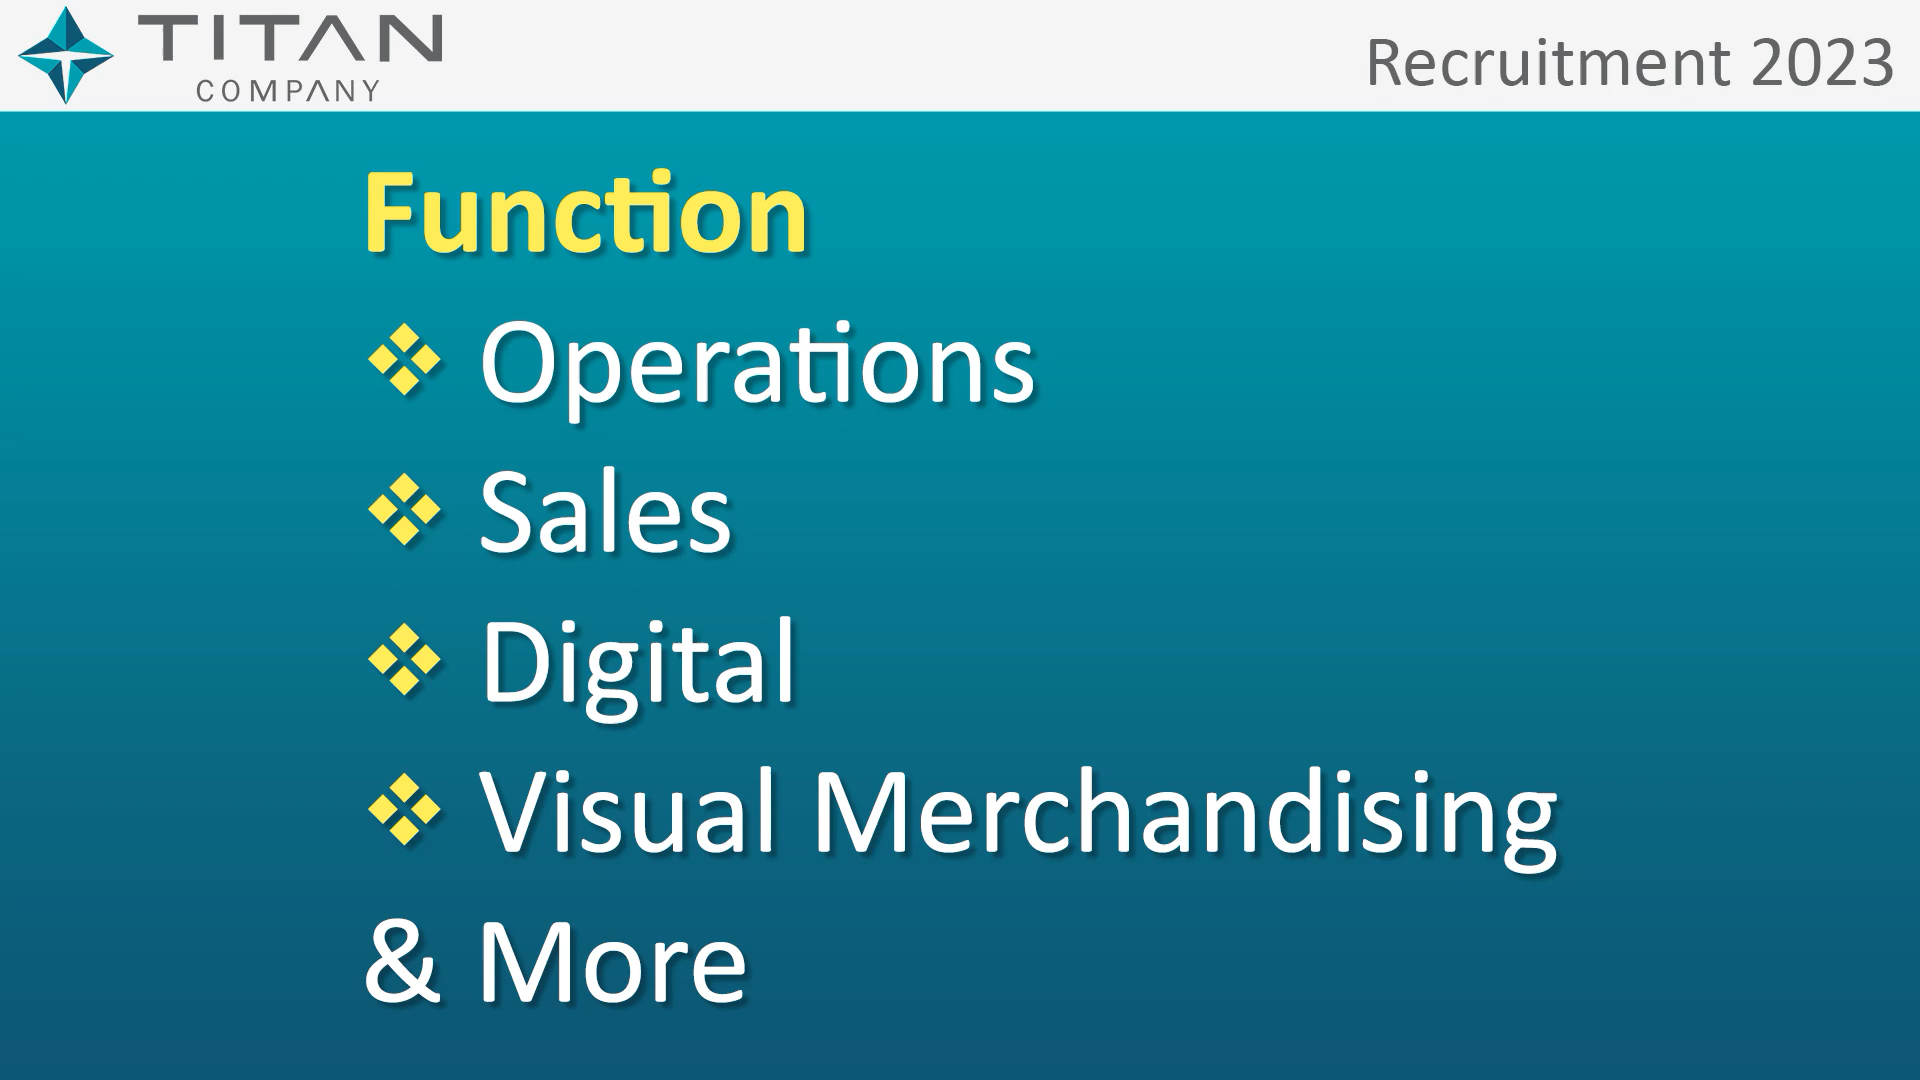 TITAN
COMPANY
Recruitment 2023
Function
❖ Operations
❖ Sales
❖ Digital
❖ Visual Merchandising
& More